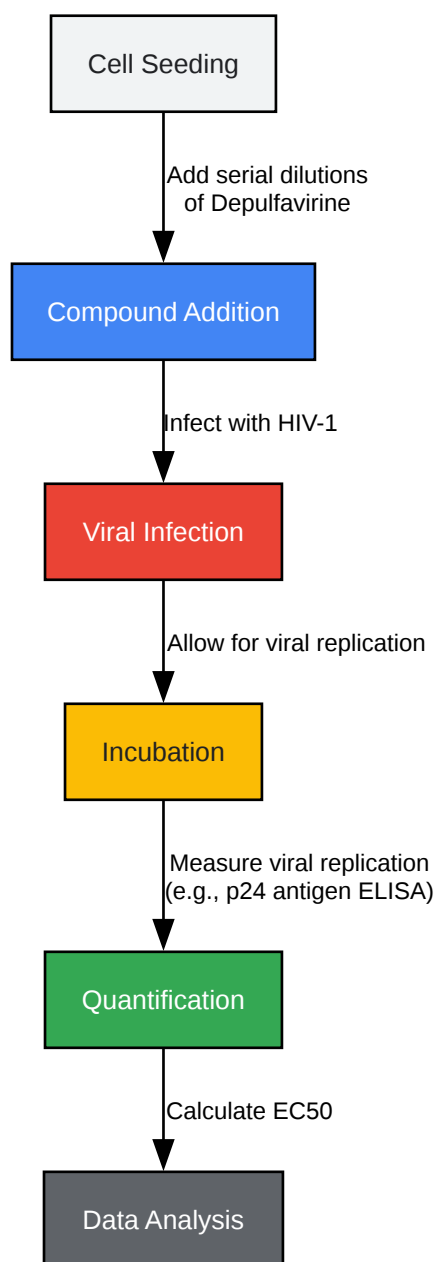 Cell Seeding
Add serial dilutions
of Depulfavirine
Compound Addition
Infect with HIV-1
Viral Infection
Allow for viral replication
Incubation
Measure viral replication
(e.g., p24 antigen ELISA)
Quantification
Calculate EC50
Data Analysis